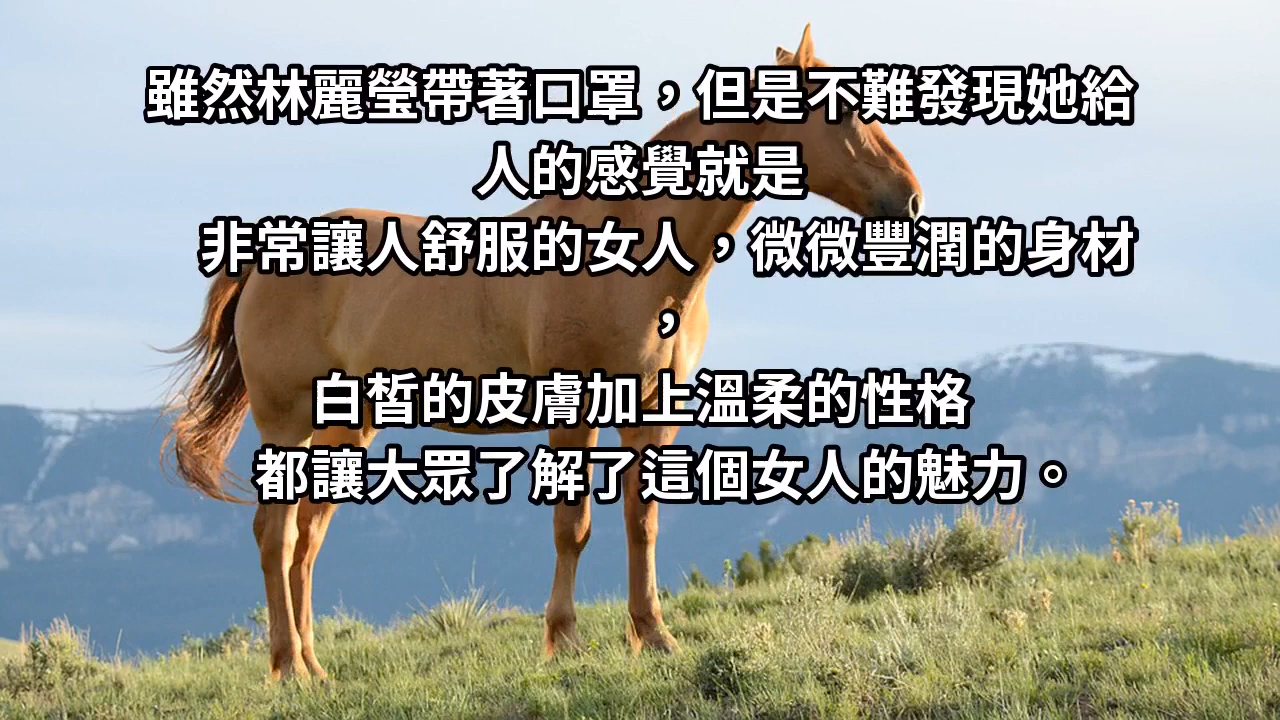 雖然林麗瑩帶著口罩，但是不難發現她給
人的感覺就是
非常讓人舒服的女人，微微豐潤的身材
，
白皙的皮膚加上溫柔的性格
都讓大眾了解了這個女人的魅力。